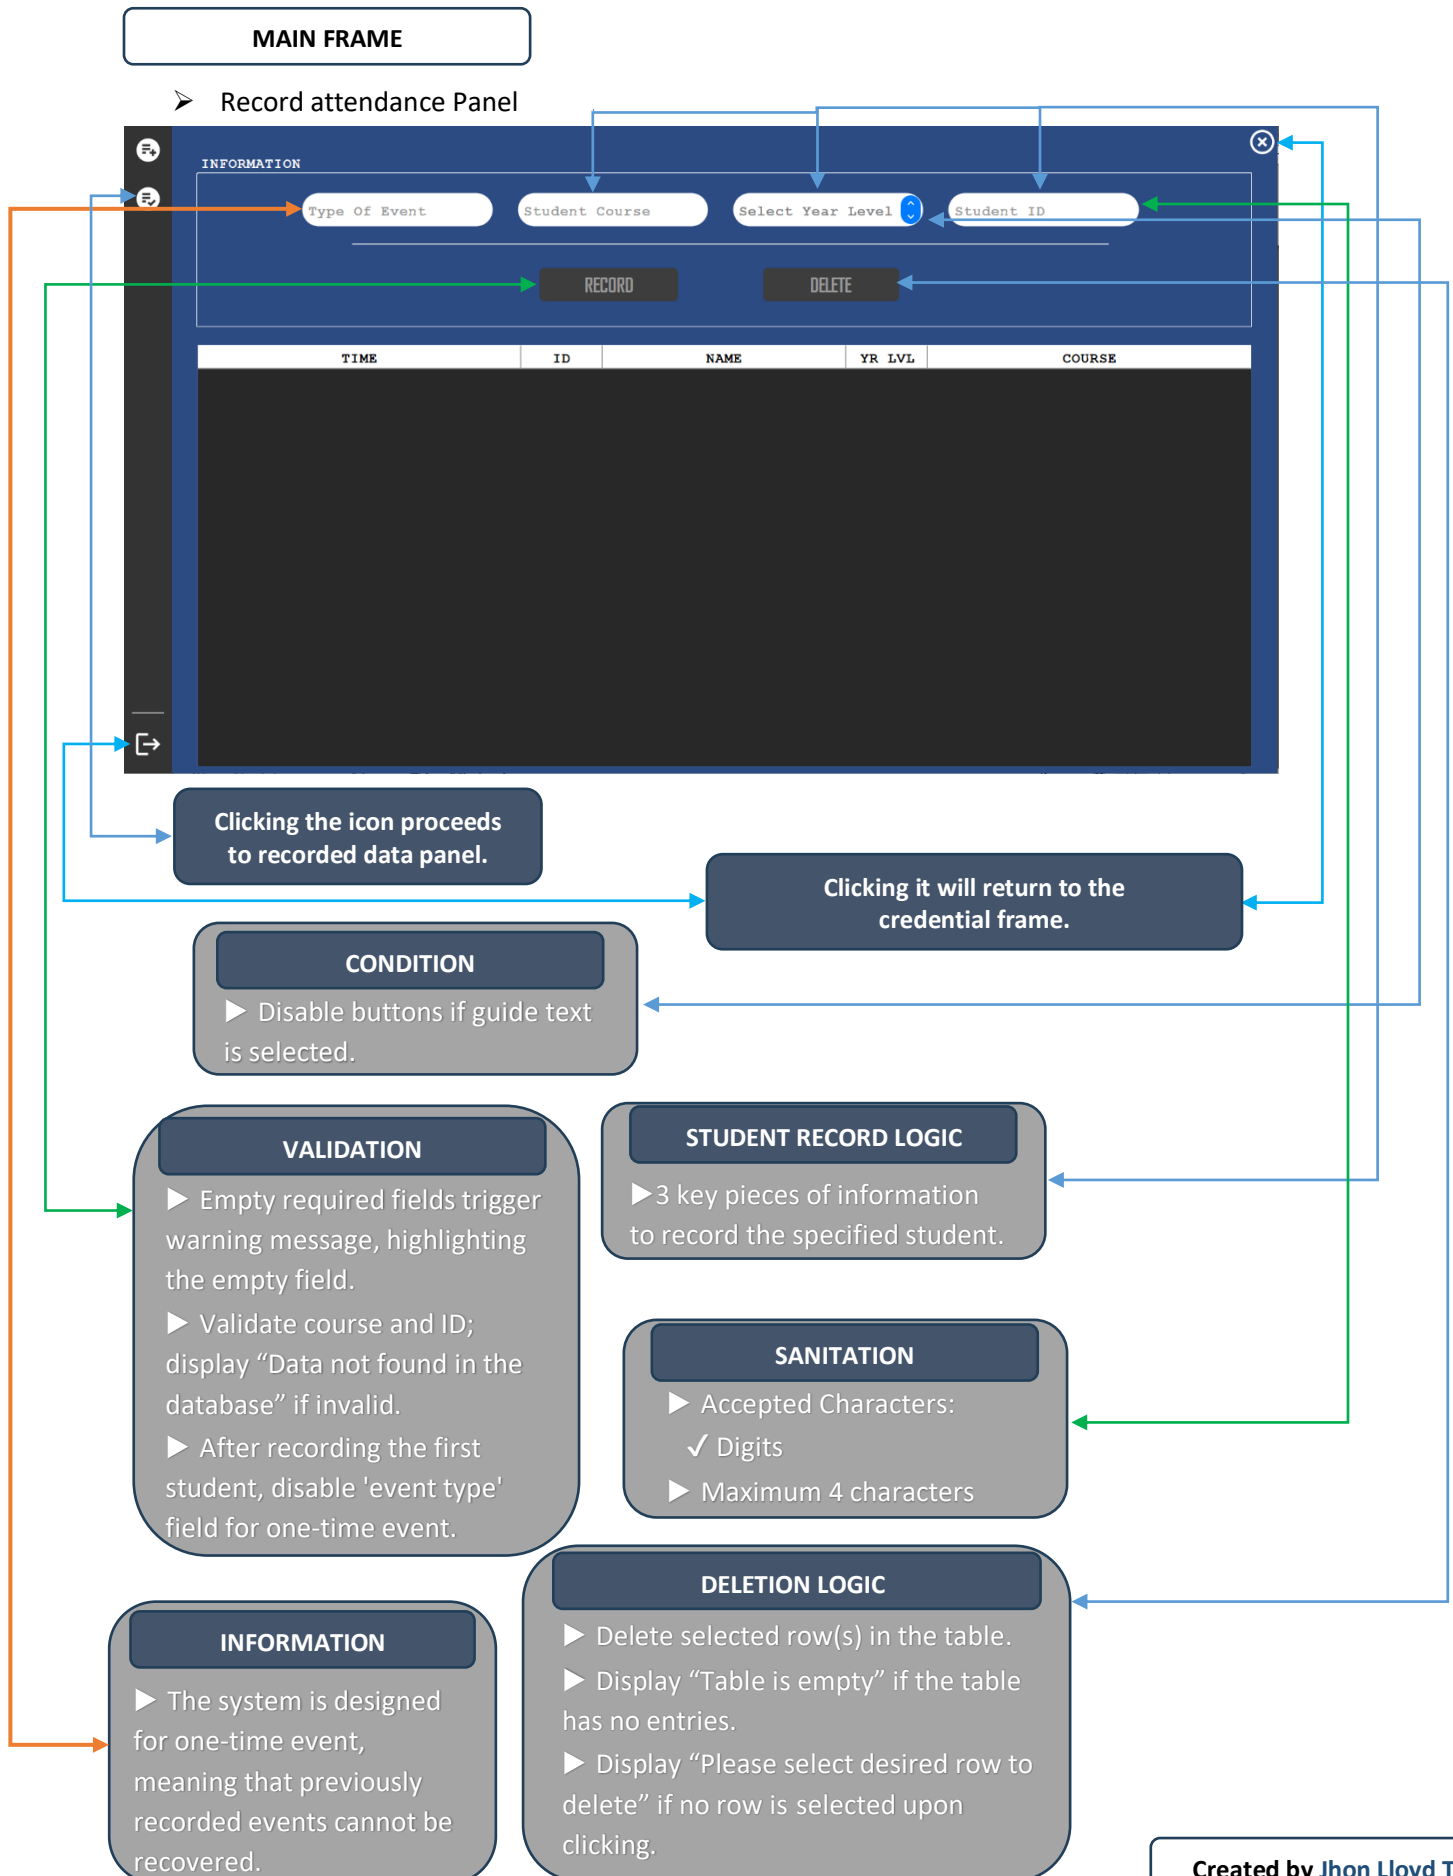 MAIN FRAME
➢ Record attendance Panel
INFORMATION
Type Of Event
Student Course
Select Year Level
Student ID
RECORD
DELETE
TIME
ID
NAME
YR LVL
COURSE
Clicking the icon proceeds
to recorded data panel.
Clicking it will return to the
credential frame.
CONDITION
▶ Disable buttons if guide text
is selected.
VALIDATION
▶ Empty required fields trigger
warning message, highlighting
the empty field.
▶ Validate course and ID;
display “Data not found in the
database” if invalid.
▶ After recording the first
student, disable 'event type'
field for one-time event.
STUDENT RECORD LOGIC
▶3 key pieces of information
to record the specified student.
SANITATION
▶ Accepted Characters:
✓ Digits
▶ Maximum 4 characters
DELETION LOGIC
▶ Delete selected row(s) in the table.
▶ Display “Table is empty” if the table
has no entries.
▶ Display “Please select desired row to
delete” if no row is selected upon
clicking.
INFORMATION
▶ The system is designed
for one-time event,
meaning that previously
recorded events cannot be
recovered.
Created by Jhon Lloyd T